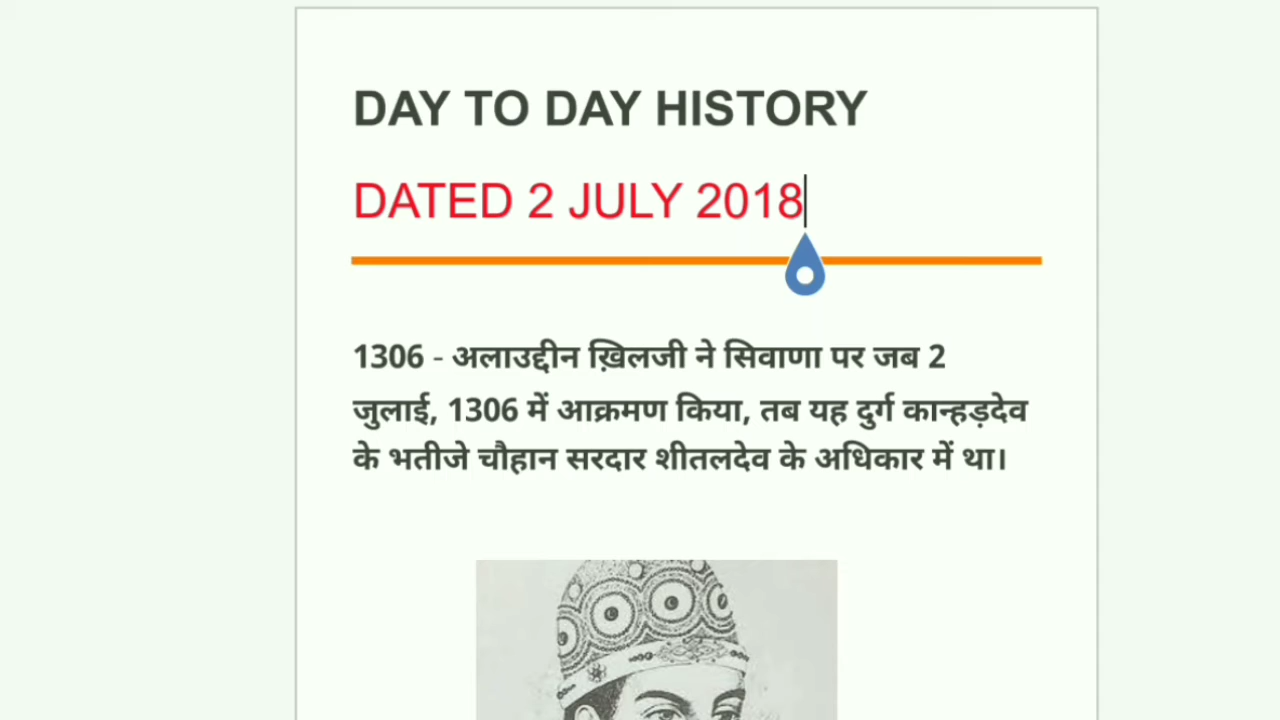 DAY TO DAY HISTORY
DATED 2 JULY 2018
1306 - अलाउद्दीन ख़िलजी ने सिवाणा पर जब 2
जुलाई, 1306 में आक्रमण किया, तब यह दुर्ग कान्हड़देव
के भतीजे चौहान सरदार शीतलदेव के अधिकार में था।